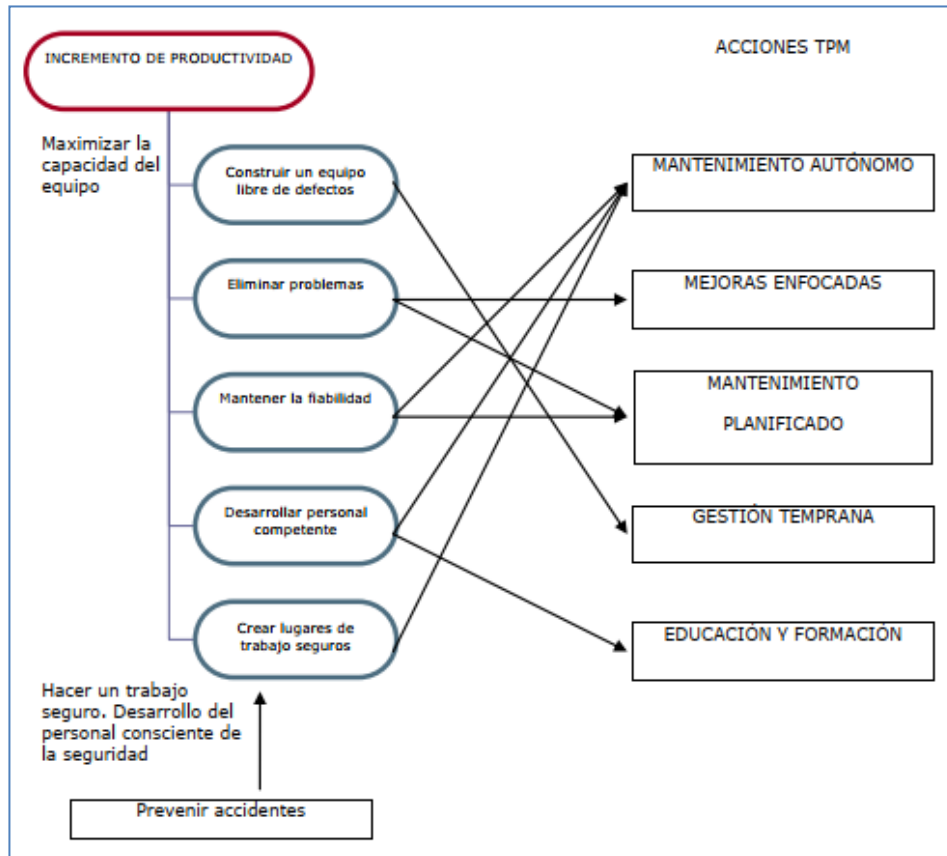 INCREMENTO DE PRODUCTIVIDAD
ACCIONES TPM
Maximizar la
capacidad del
equipo
Construir un equipo
libre de defectos
MANTENIMIENTO AUTÓNOMO
Eliminar problemas
MEJORAS ENFOCADAS
Mantener la fiabilidad
MANTENIMIENTO
PLANIFICADO
Desarrollar personal
competente
GESTIÓN TEMPRANA
Crear lugares de
trabajo seguros
EDUCACIÓN Y FORMACIÓN
Hacer un trabajo
seguro. Desarrollo del
personal consciente de
la seguridad
Prevenir accidentes